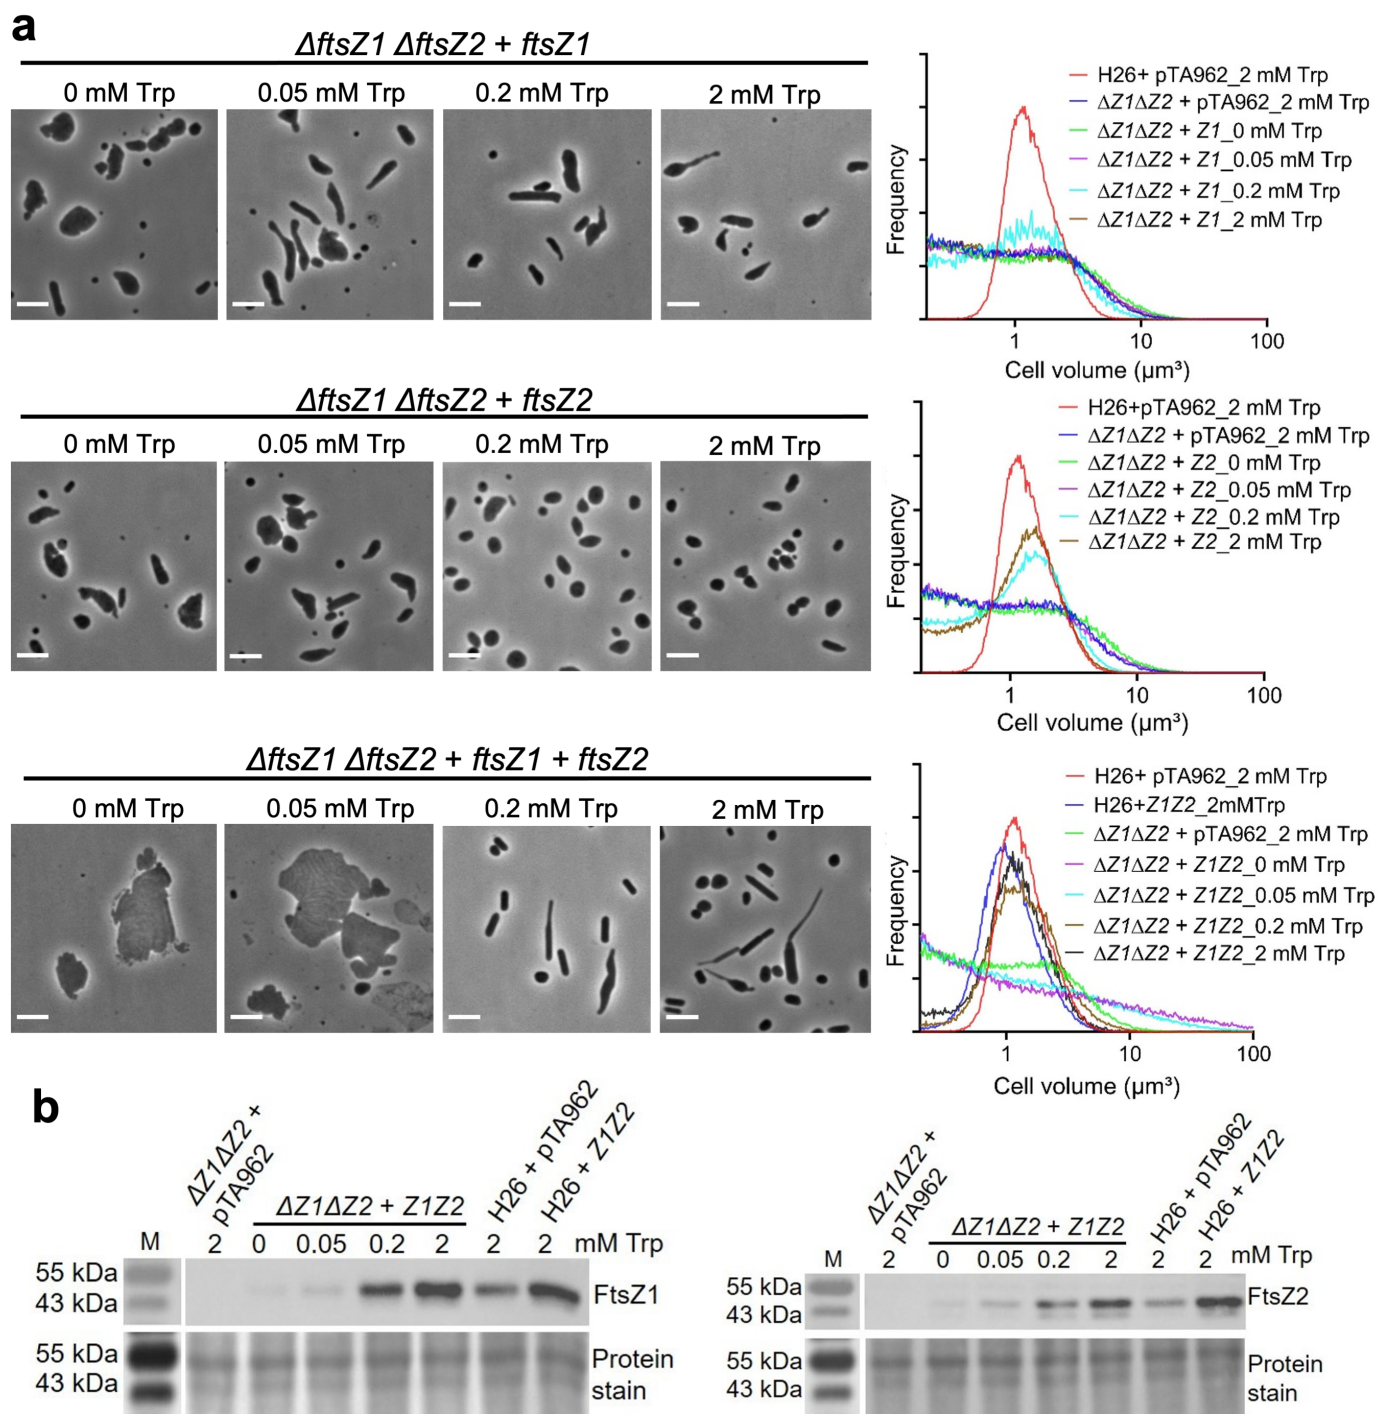 a
ΔftsZ1 ΔftsZ2 + ftsZ1
0 mM Trp 0.05 mM Trp 0.2 mM Trp 2 mM Trp
Frequency
H26+ pTA962_2 mM Trp
ΔZ1ΔZ2 + pTA962_2 mM Trp
ΔZ1ΔZ2 + Z1_0 mM Trp
ΔZ1ΔZ2 + Z1_0.05 mM Trp
ΔZ1ΔZ2 + Z1_0.2 mM Trp
ΔZ1ΔZ2 + Z1_2 mM Trp
1 10 100
Cell volume (µm³)
ΔftsZ1 ΔftsZ2 + ftsZ2
0 mM Trp 0.05 mM Trp 0.2 mM Trp 2 mM Trp
Frequency
H26+pTA962_2 mM Trp
ΔZ1ΔZ2 + pTA962_2 mM Trp
ΔZ1ΔZ2 + Z2_0 mM Trp
ΔZ1ΔZ2 + Z2_0.05 mM Trp
ΔZ1ΔZ2 + Z2_0.2 mM Trp
ΔZ1ΔZ2 + Z2_2 mM Trp
1 10 100
Cell volume (µm³)
ΔftsZ1 ΔftsZ2 + ftsZ1 + ftsZ2
0 mM Trp 0.05 mM Trp 0.2 mM Trp 2 mM Trp
Frequency
H26+ pTA962_2 mM Trp
H26+Z1Z2_2mMTrp
ΔZ1ΔZ2 + pTA962_2 mM Trp
ΔZ1ΔZ2 + Z1Z2_0 mM Trp
ΔZ1ΔZ2 + Z1Z2_0.05 mM Trp
ΔZ1ΔZ2 + Z1Z2_0.2 mM Trp
ΔZ1ΔZ2 + Z1Z2_2 mM Trp
1 10 100
Cell volume (µm³)
b
ΔZ1ΔZ2 +
pTA962
ΔZ1ΔZ2 + Z1Z2
H26 + pTA962
H26 + Z1Z2
M 2 0 0.05 0.2 2 2 2 mM Trp
55 kDa
43 kDa
FtsZ1
55 kDa
43 kDa
Protein
stain
ΔZ1ΔZ2 +
pTA962
ΔZ1ΔZ2 + Z1Z2
H26 + pTA962
H26 + Z1Z2
M 2 0 0.05 0.2 2 2 2 mM Trp
55 kDa
43 kDa
FtsZ2
55 kDa
43 kDa
Protein
stain